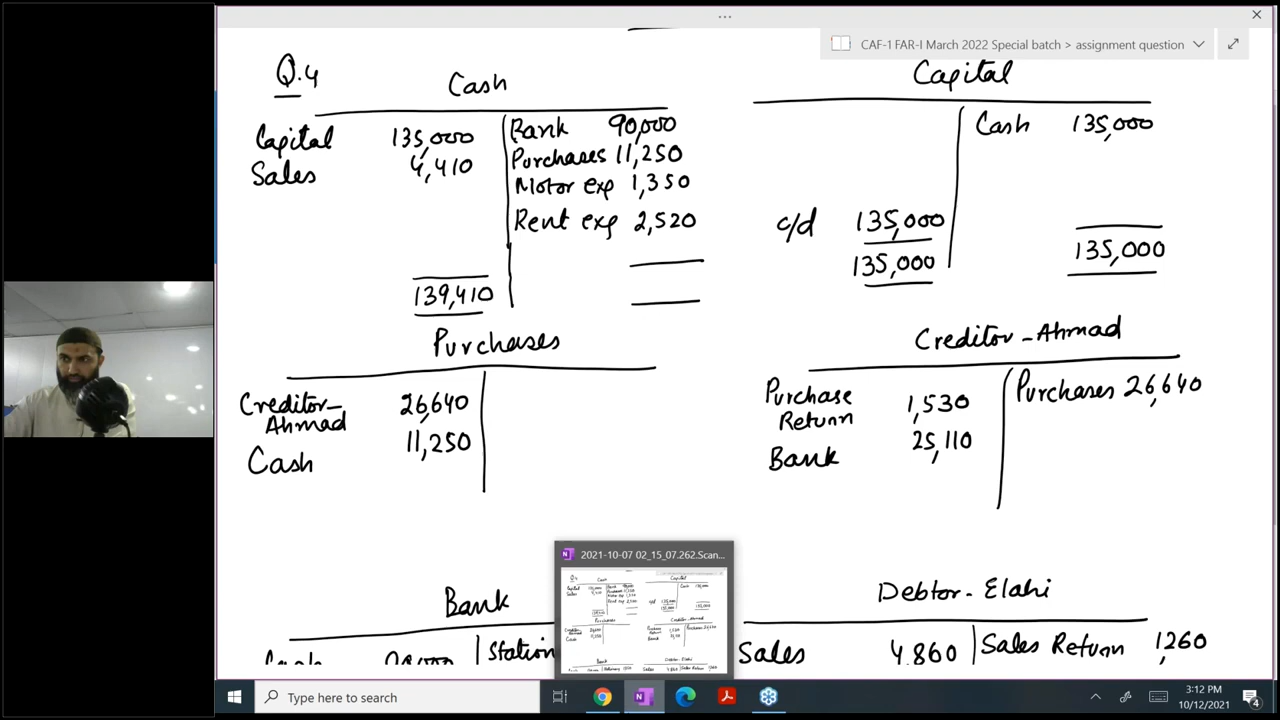 CAF-1 FAR-I March 2022 Special batch > assignment question
Q.4
Cash
Capital 135,000 Bank 90,000
Sales 4,410 Purchases 11,250
Motor exp 1,350
Rent exp 2,520
139,410
Capital
Cash 135,000
c/d 135,000
135,000 135,000
Purchases
Creditor-Ahmad 26,640
Cash 11,250
Creditor-Ahmad
Purchase Return 1,530 Purchases 26,640
Bank 25,110
2021-10-07 02_15_07.262.Scan...
Bank
Cash Station
Debtor-Elahi
Sales 4,860 Sales Return 1,260
Type here to search
3:12 PM
10/12/2021
4